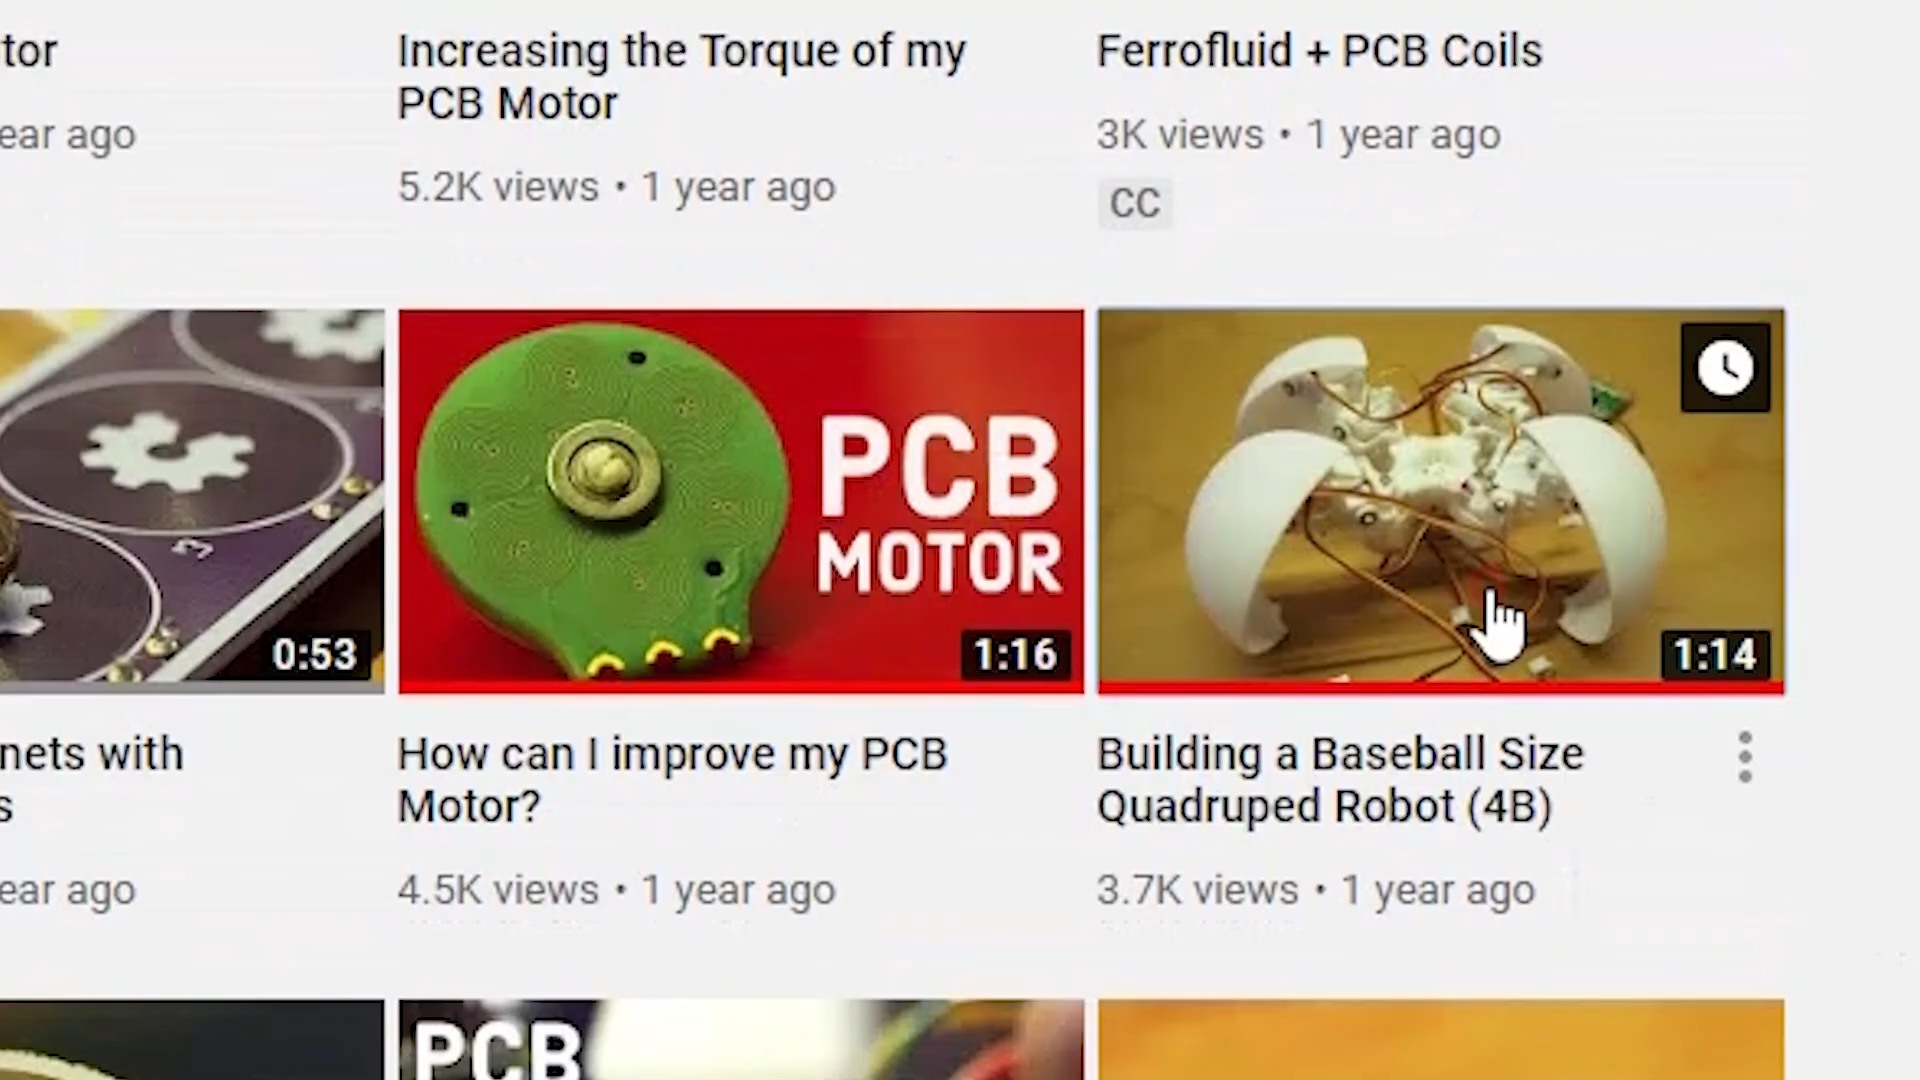 tor
ear ago
Increasing the Torque of my
PCB Motor
5.2K views • 1 year ago
Ferrofluid + PCB Coils
3K views • 1 year ago
CC
3
0:53
PCB
MOTOR
1:16
1:14
nets with
s
ear ago
How can I improve my PCB
Motor?
4.5K views • 1 year ago
Building a Baseball Size
Quadruped Robot (4B)
3.7K views • 1 year ago
PCB